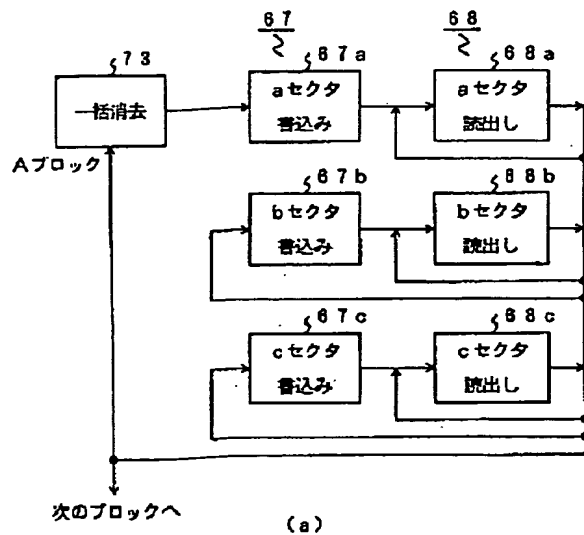 73
一括消去
Aブロック
67
67a
aセクタ
書込み
68
68a
aセクタ
読出し
67b
bセクタ
書込み
68b
bセクタ
読出し
67c
cセクタ
書込み
68c
cセクタ
読出し
次のブロックへ
(a)